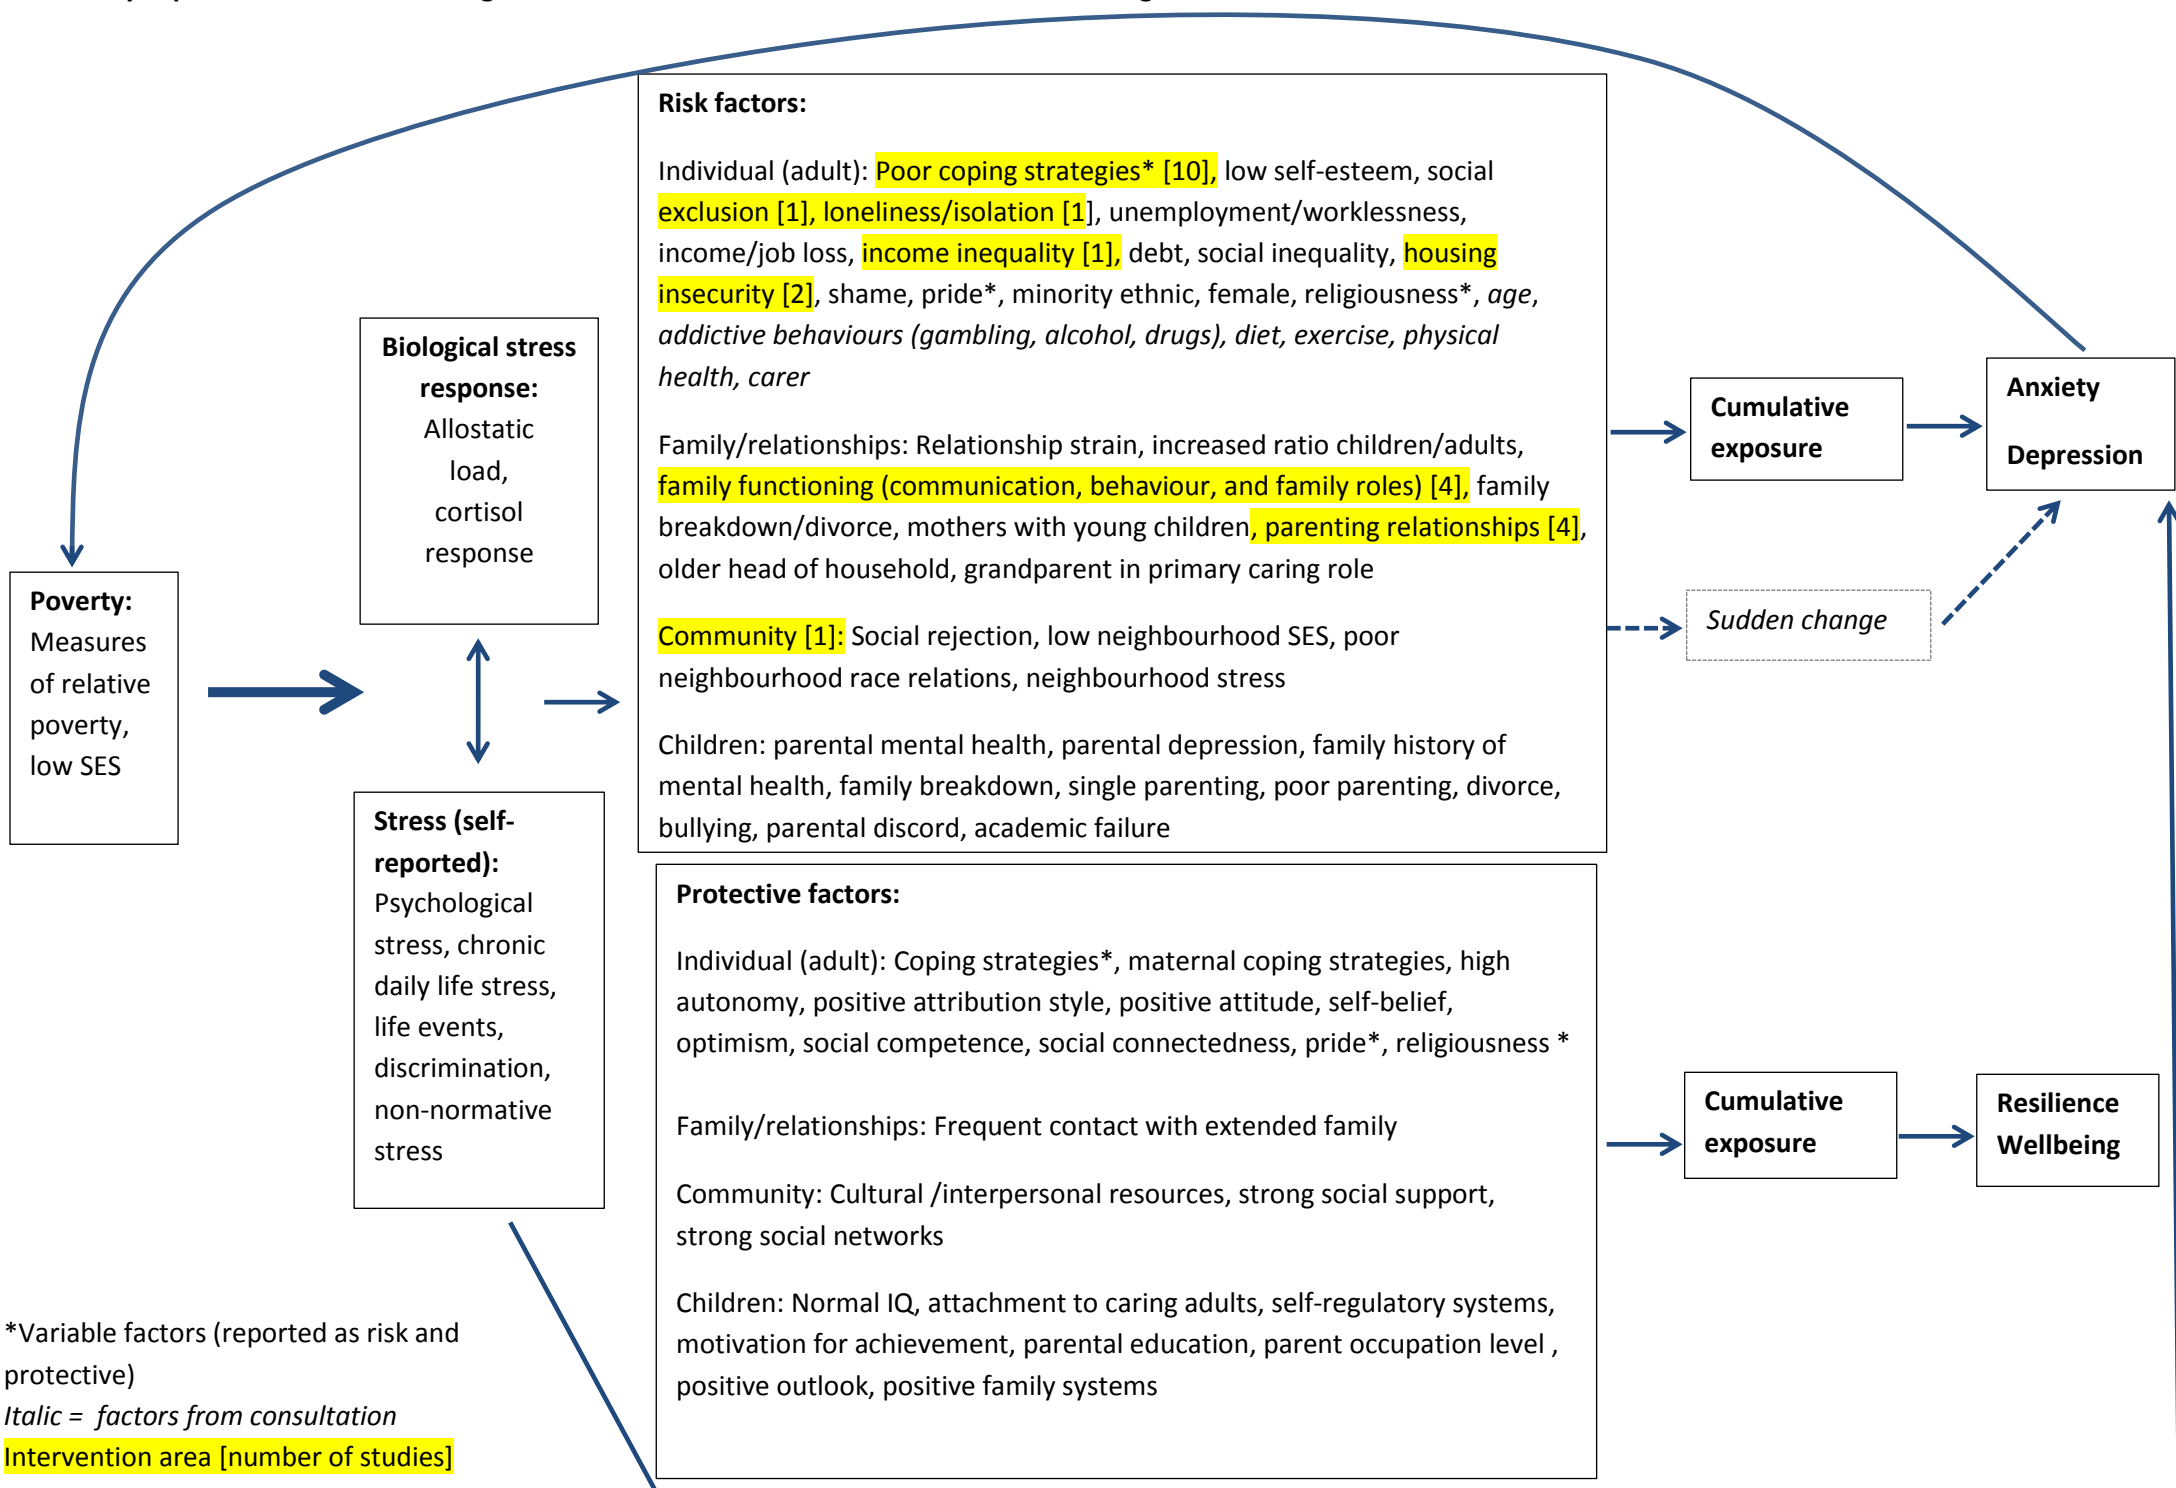 Risk factors:
Individual (adult): Poor coping strategies* [10], low self-esteem, social
exclusion [1], loneliness/isolation [1], unemployment/worklessness,
income/job loss, income inequality [1], debt, social inequality, housing
insecurity [2], shame, pride*, minority ethnic, female, religiousness*, age,
addictive behaviours (gambling, alcohol, drugs), diet, exercise, physical
health, carer
Family/relationships: Relationship strain, increased ratio children/adults,
family functioning (communication, behaviour, and family roles) [4], family
breakdown/divorce, mothers with young children, parenting relationships [4],
older head of household, grandparent in primary caring role
Community [1]: Social rejection, low neighbourhood SES, poor
neighbourhood race relations, neighbourhood stress
Children: parental mental health, parental depression, family history of
mental health, family breakdown, single parenting, poor parenting, divorce,
bullying, parental discord, academic failure
Biological stress
response:
Allostatic
load,
cortisol
response
Poverty:
Measures
of relative
poverty,
low SES
Stress (self-
reported):
Psychological
stress, chronic
daily life stress,
life events,
discrimination,
non-normative
stress
Cumulative
exposure
Anxiety
Depression
Sudden change
Protective factors:
Individual (adult): Coping strategies*, maternal coping strategies, high
autonomy, positive attribution style, positive attitude, self-belief,
optimism, social competence, social connectedness, pride*, religiousness *
Family/relationships: Frequent contact with extended family
Community: Cultural /interpersonal resources, strong social support,
strong social networks
Children: Normal IQ, attachment to caring adults, self-regulatory systems,
motivation for achievement, parental education, parent occupation level ,
positive outlook, positive family systems
Cumulative
exposure
Resilience
Wellbeing
*Variable factors (reported as risk and
protective)
Italic = factors from consultation
Intervention area [number of studies]